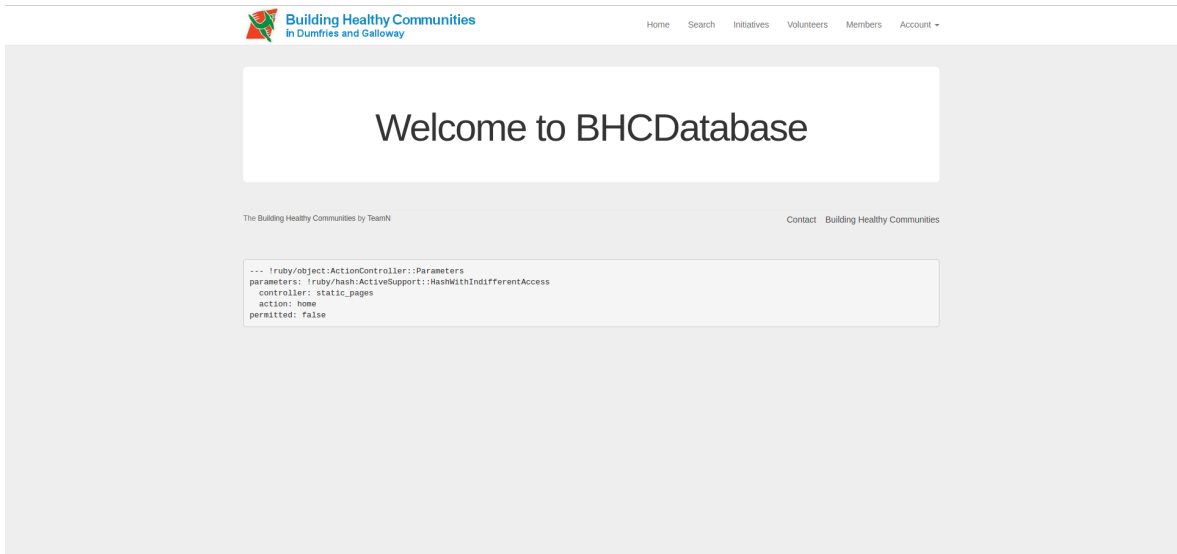 Building Healthy Communities
in Dumfries and Galloway
Home Search Initiatives Volunteers Members Account
Welcome to BHCDatabase
The Building Healthy Communities by TeamN
Contact Building Healthy Communities
--- !ruby/object:ActionController::Parameters
parameters: !ruby/hash:ActiveSupport::HashWithIndifferentAccess
  controller: static_pages
  action: home
permitted: false